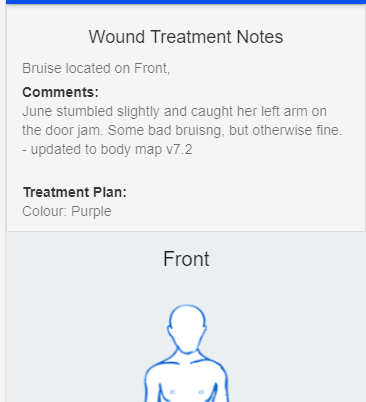 Wound Treatment Notes
Bruise located on Front,
Comments:
June stumbled slightly and caught her left arm on
the door jam. Some bad bruisng, but otherwise fine.
- updated to body map v7.2
Treatment Plan:
Colour: Purple
Front